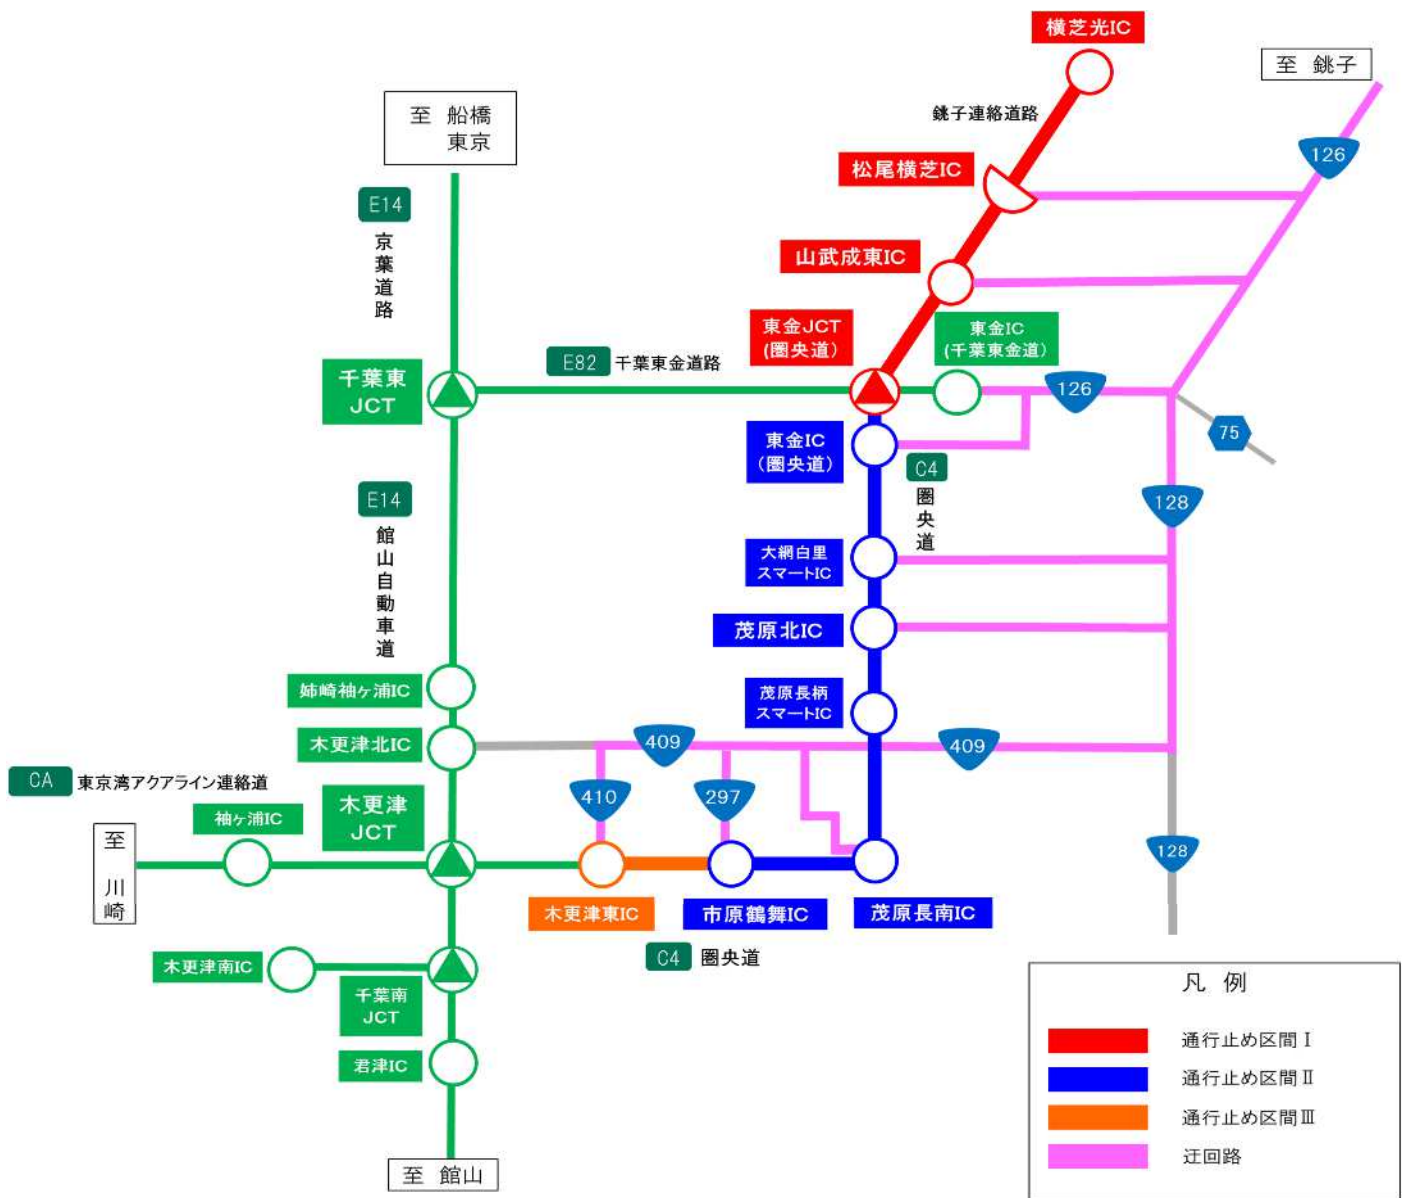 横芝光IC
至 銚子
至 船橋
東京
銚子連絡道路
126
松尾横芝IC
E14
京葉道路
山武成東IC
東金JCT
(圏央道)
東金IC
(千葉東金道)
E82 千葉東金道路
千葉東
JCT
126
75
東金IC
(圏央道)
C4
圏央道
E14
館山自動車道
128
大網白里
スマートIC
茂原北IC
姉崎袖ケ浦IC
茂原長柄
スマートIC
木更津北IC
409
409
CA 東京湾アクアライン連絡道
410
297
木更津
JCT
袖ケ浦IC
至 川崎
128
木更津東IC
市原鶴舞IC
茂原長南IC
C4 圏央道
木更津南IC
千葉南
JCT
君津IC
至 館山
凡 例
通行止め区間Ⅰ
通行止め区間Ⅱ
通行止め区間Ⅲ
迂回路